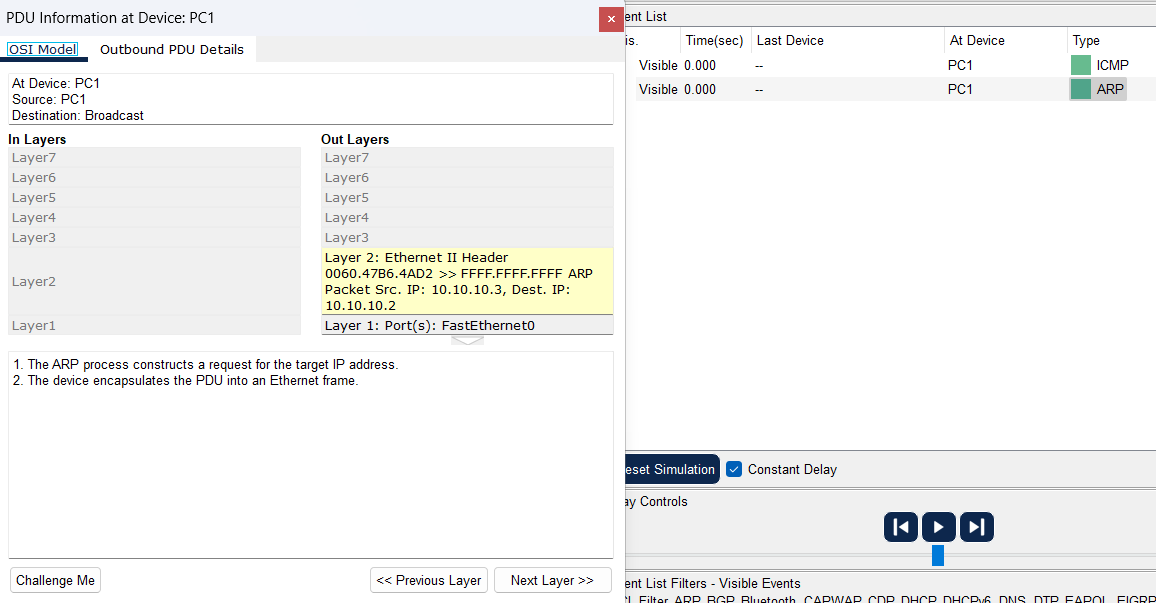 PDU Information at Device: PC1
OSI Model Outbound PDU Details
At Device: PC1
Source: PC1
Destination: Broadcast
In Layers
Layer7
Layer6
Layer5
Layer4
Layer3
Layer2
Layer1
Out Layers
Layer7
Layer6
Layer5
Layer4
Layer3
Layer 2: Ethernet II Header
0060.47B6.4AD2 >> FFFF.FFFF.FFFF ARP
Packet Src. IP: 10.10.10.3, Dest. IP:
10.10.10.2
Layer 1: Port(s): FastEthernet0
1. The ARP process constructs a request for the target IP address.
2. The device encapsulates the PDU into an Ethernet frame.
Challenge Me << Previous Layer Next Layer >>
ent List
is. Time(sec) Last Device At Device Type
Visible 0.000 -- PC1 ICMP
Visible 0.000 -- PC1 ARP
eset Simulation Constant Delay
ay Controls
ent List Filters - Visible Events
Filter, ARP, BGP, Bluetooth, CAPWAP, CDP, DHCP, DHCPv6, DNS, DTP, EAPOL, EIGRP